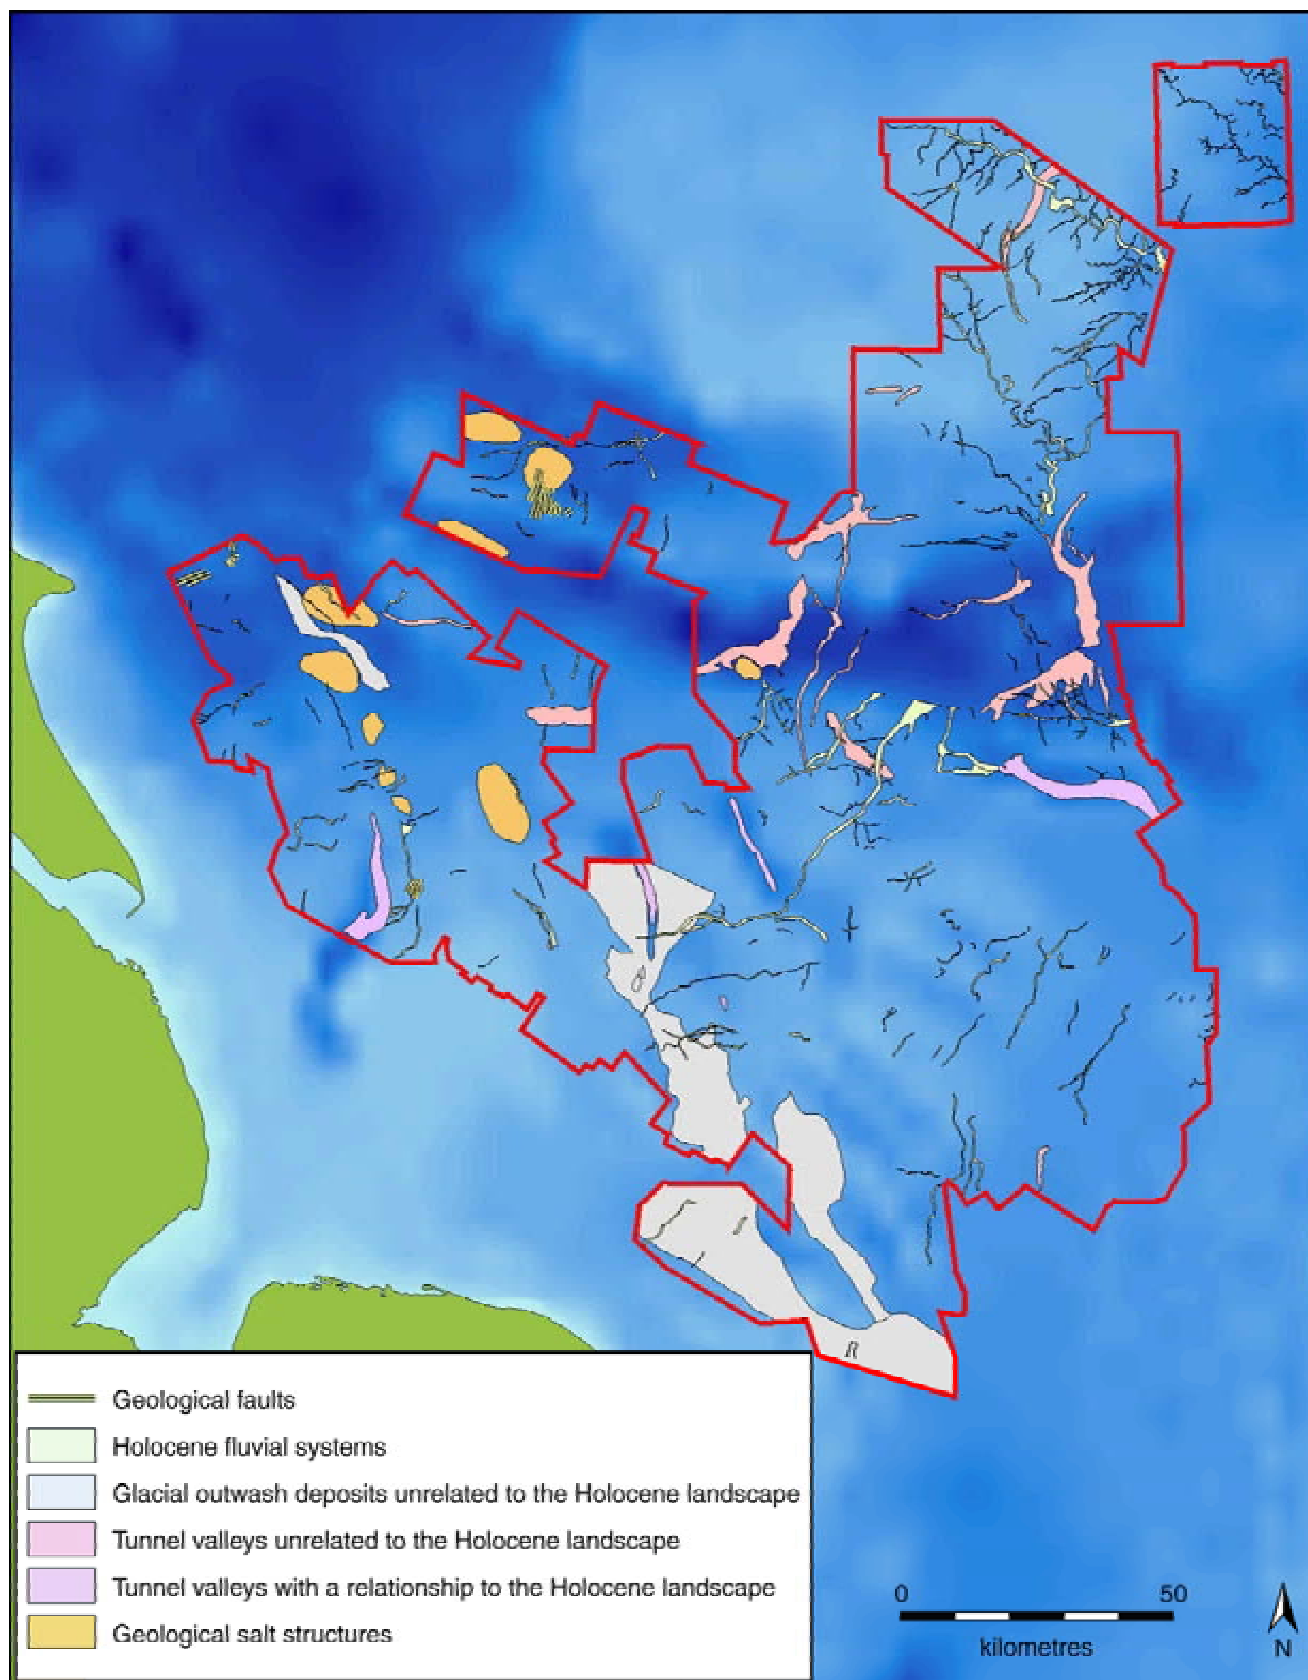 R
Geological faults
Holocene fluvial systems
Glacial outwash deposits unrelated to the Holocene landscape
Tunnel valleys unrelated to the Holocene landscape
Tunnel valleys with a relationship to the Holocene landscape
Geological salt structures
0 50
kilometres
N